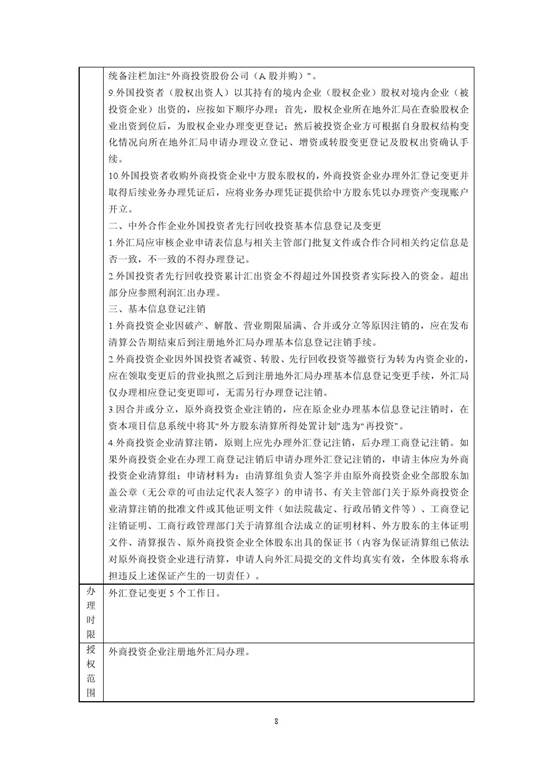 统备注栏加注“外商投资股份公司（A 股并购）”。
9.外国投资者（股权出资人）以其持有的境内企业（股权企业）股权对境内企业（被
投资企业）出资的，应按如下顺序办理：首先，股权企业所在地外汇局在查验股权企
业出资到位后，为股权企业办理变更登记；然后被投资企业方可根据自身股权结构变
化情况向所在地外汇局申请办理设立登记、增资或转股变更登记及股权出资确认手
续。
10.外国投资者收购外商投资企业中方股东股权的，外商投资企业办理外汇登记变更并
取得后续业务办理凭证后，应将业务办理凭证提供给中方股东凭以办理资产变现账户
开立。
二、中外合作企业外国投资者先行回收投资基本信息登记及变更
1.外汇局应审核企业申请表信息与相关主管部门批复文件或合作合同相关约定信息是
否一致，不一致的不得办理登记。
2.外国投资者先行回收投资累计汇出资金不得超过外国投资者实际投入的资金。超出
部分应参照利润汇出办理。
三、基本信息登记注销
1.外商投资企业因破产、解散、营业期限届满、合并或分立等原因注销的，应在发布
清算公告期结束后到注册地外汇局办理基本信息登记注销手续。
2.外商投资企业因外国投资者减资、转股、先行回收投资等撤资行为转为内资企业的，
应在领取变更后的营业执照之后到注册地外汇局办理基本信息登记变更手续，外汇局
仅办理相应登记变更即可，无需另行办理登记注销。
3.因合并或分立，原外商投资企业注销的，应在原企业办理基本信息登记注销时，在
资本项目信息系统中将其“外方股东清算所得处置计划”选为“再投资”。
4.外商投资企业清算注销，原则上应先办理外汇登记注销，后办理工商登记注销。如
果外商投资企业在办理工商登记注销后申请办理外汇登记注销的，申请主体应为外商
投资企业清算组；申请材料为：由清算组负责人签字并由原外商投资企业全部股东加
盖公章（无公章的可由法定代表人签字）的申请书、有关主管部门关于原外商投资企
业清算注销的批准文件或其他证明文件（如法院裁定、行政吊销文件等）、工商登记
注销证明、工商行政管理部门关于清算组合法成立的证明材料、外方股东的主体证明
文件、清算报告、原外商投资企业全体股东出具的保证书（内容为保证清算组已依法
对原外商投资企业进行清算，申请人向外汇局提交的文件均真实有效，全体股东将承
担违反上述保证产生的一切责任）。
办理时限
外汇登记变更 5 个工作日。
授权范围
外商投资企业注册地外汇局办理。
8